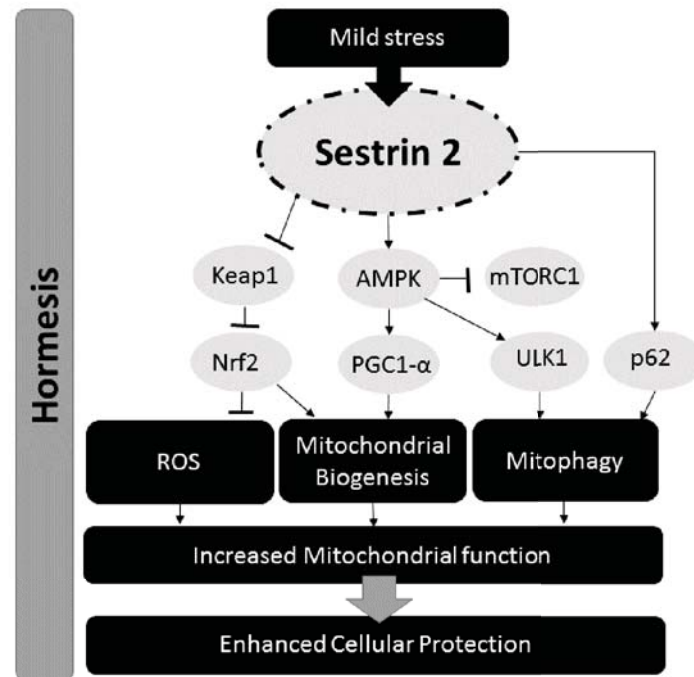 Hormesis
Mild stress
Sestrin 2
Keap1
AMPK
mTORC1
Nrf2
PGC1-α
ULK1
p62
ROS
Mitochondrial
Biogenesis
Mitophagy
Increased Mitochondrial function
Enhanced Cellular Protection